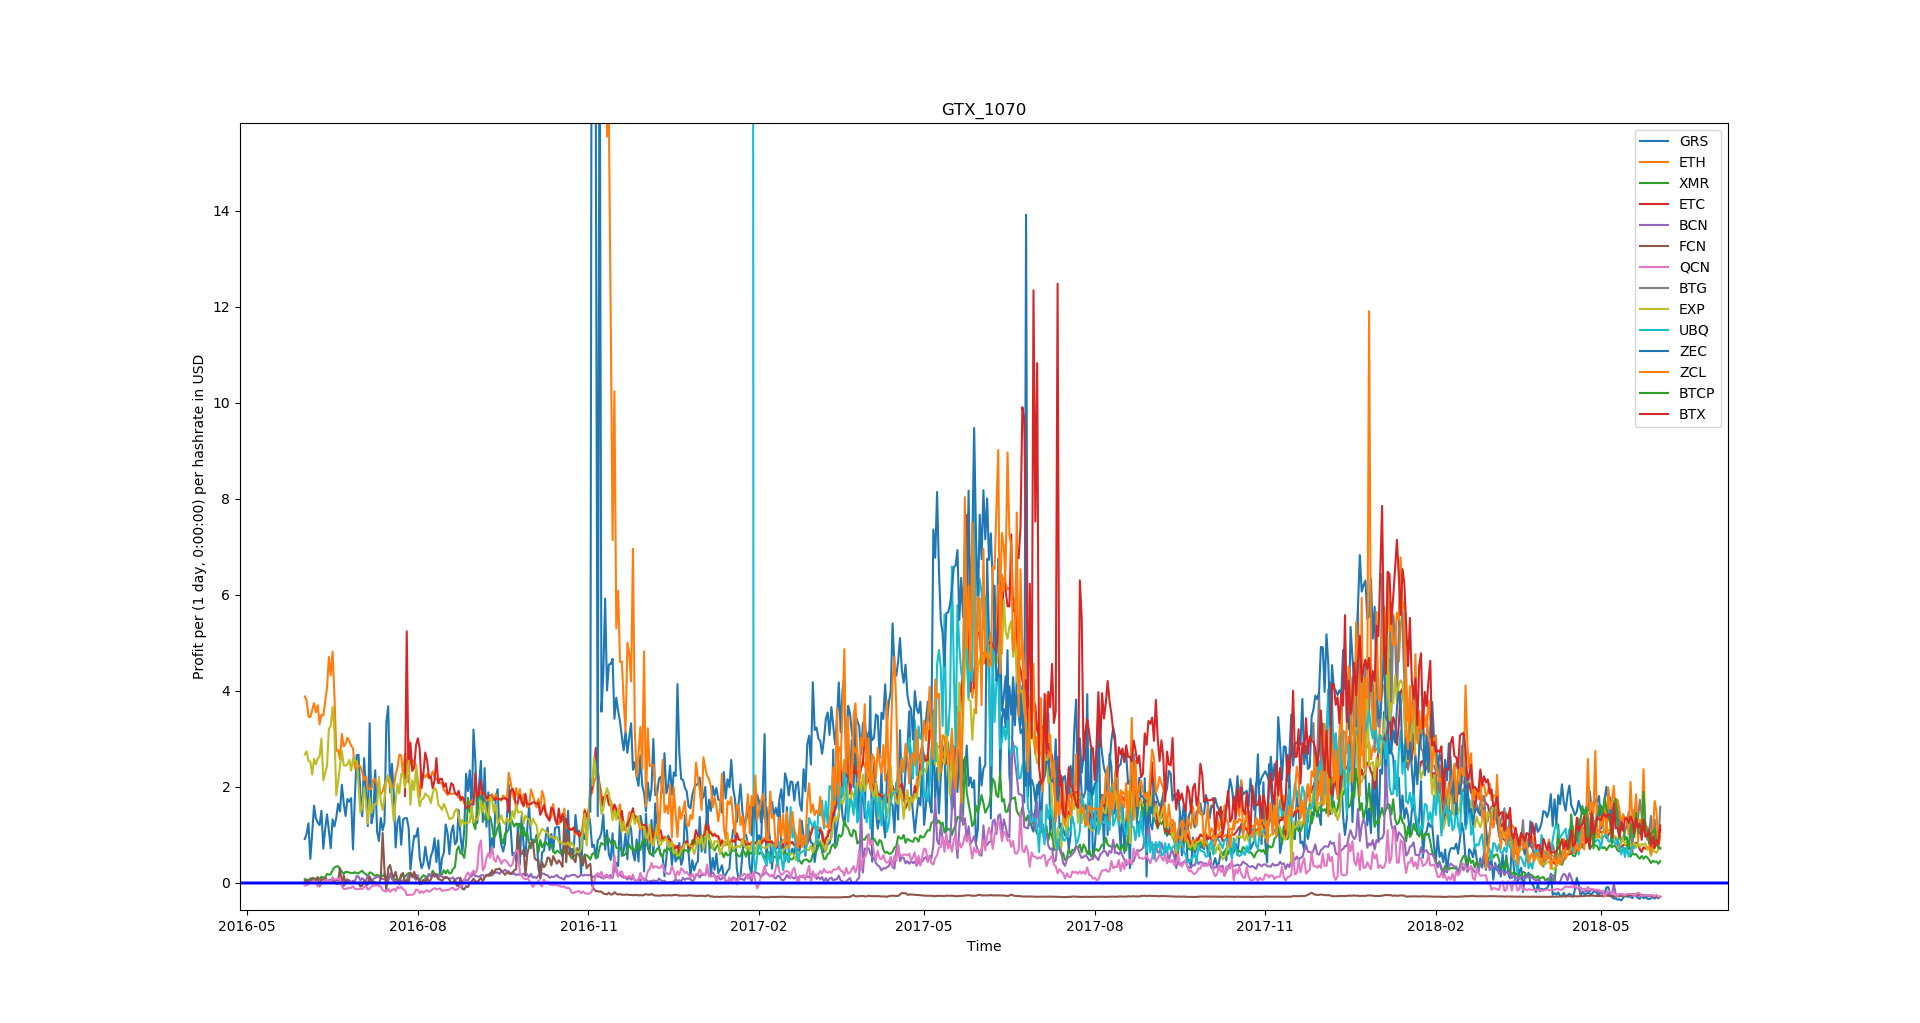 GTX_1070
14
12
10
8
6
4
2
0
Profit per (1 day, 0:00:00) per hashrate in USD
GRS
ETH
XMR
ETC
BCN
FCN
QCN
BTG
EXP
UBQ
ZEC
ZCL
BTCP
BTX
2016-05 2016-08 2016-11 2017-02 2017-05 2017-08 2017-11 2018-02 2018-05
Time